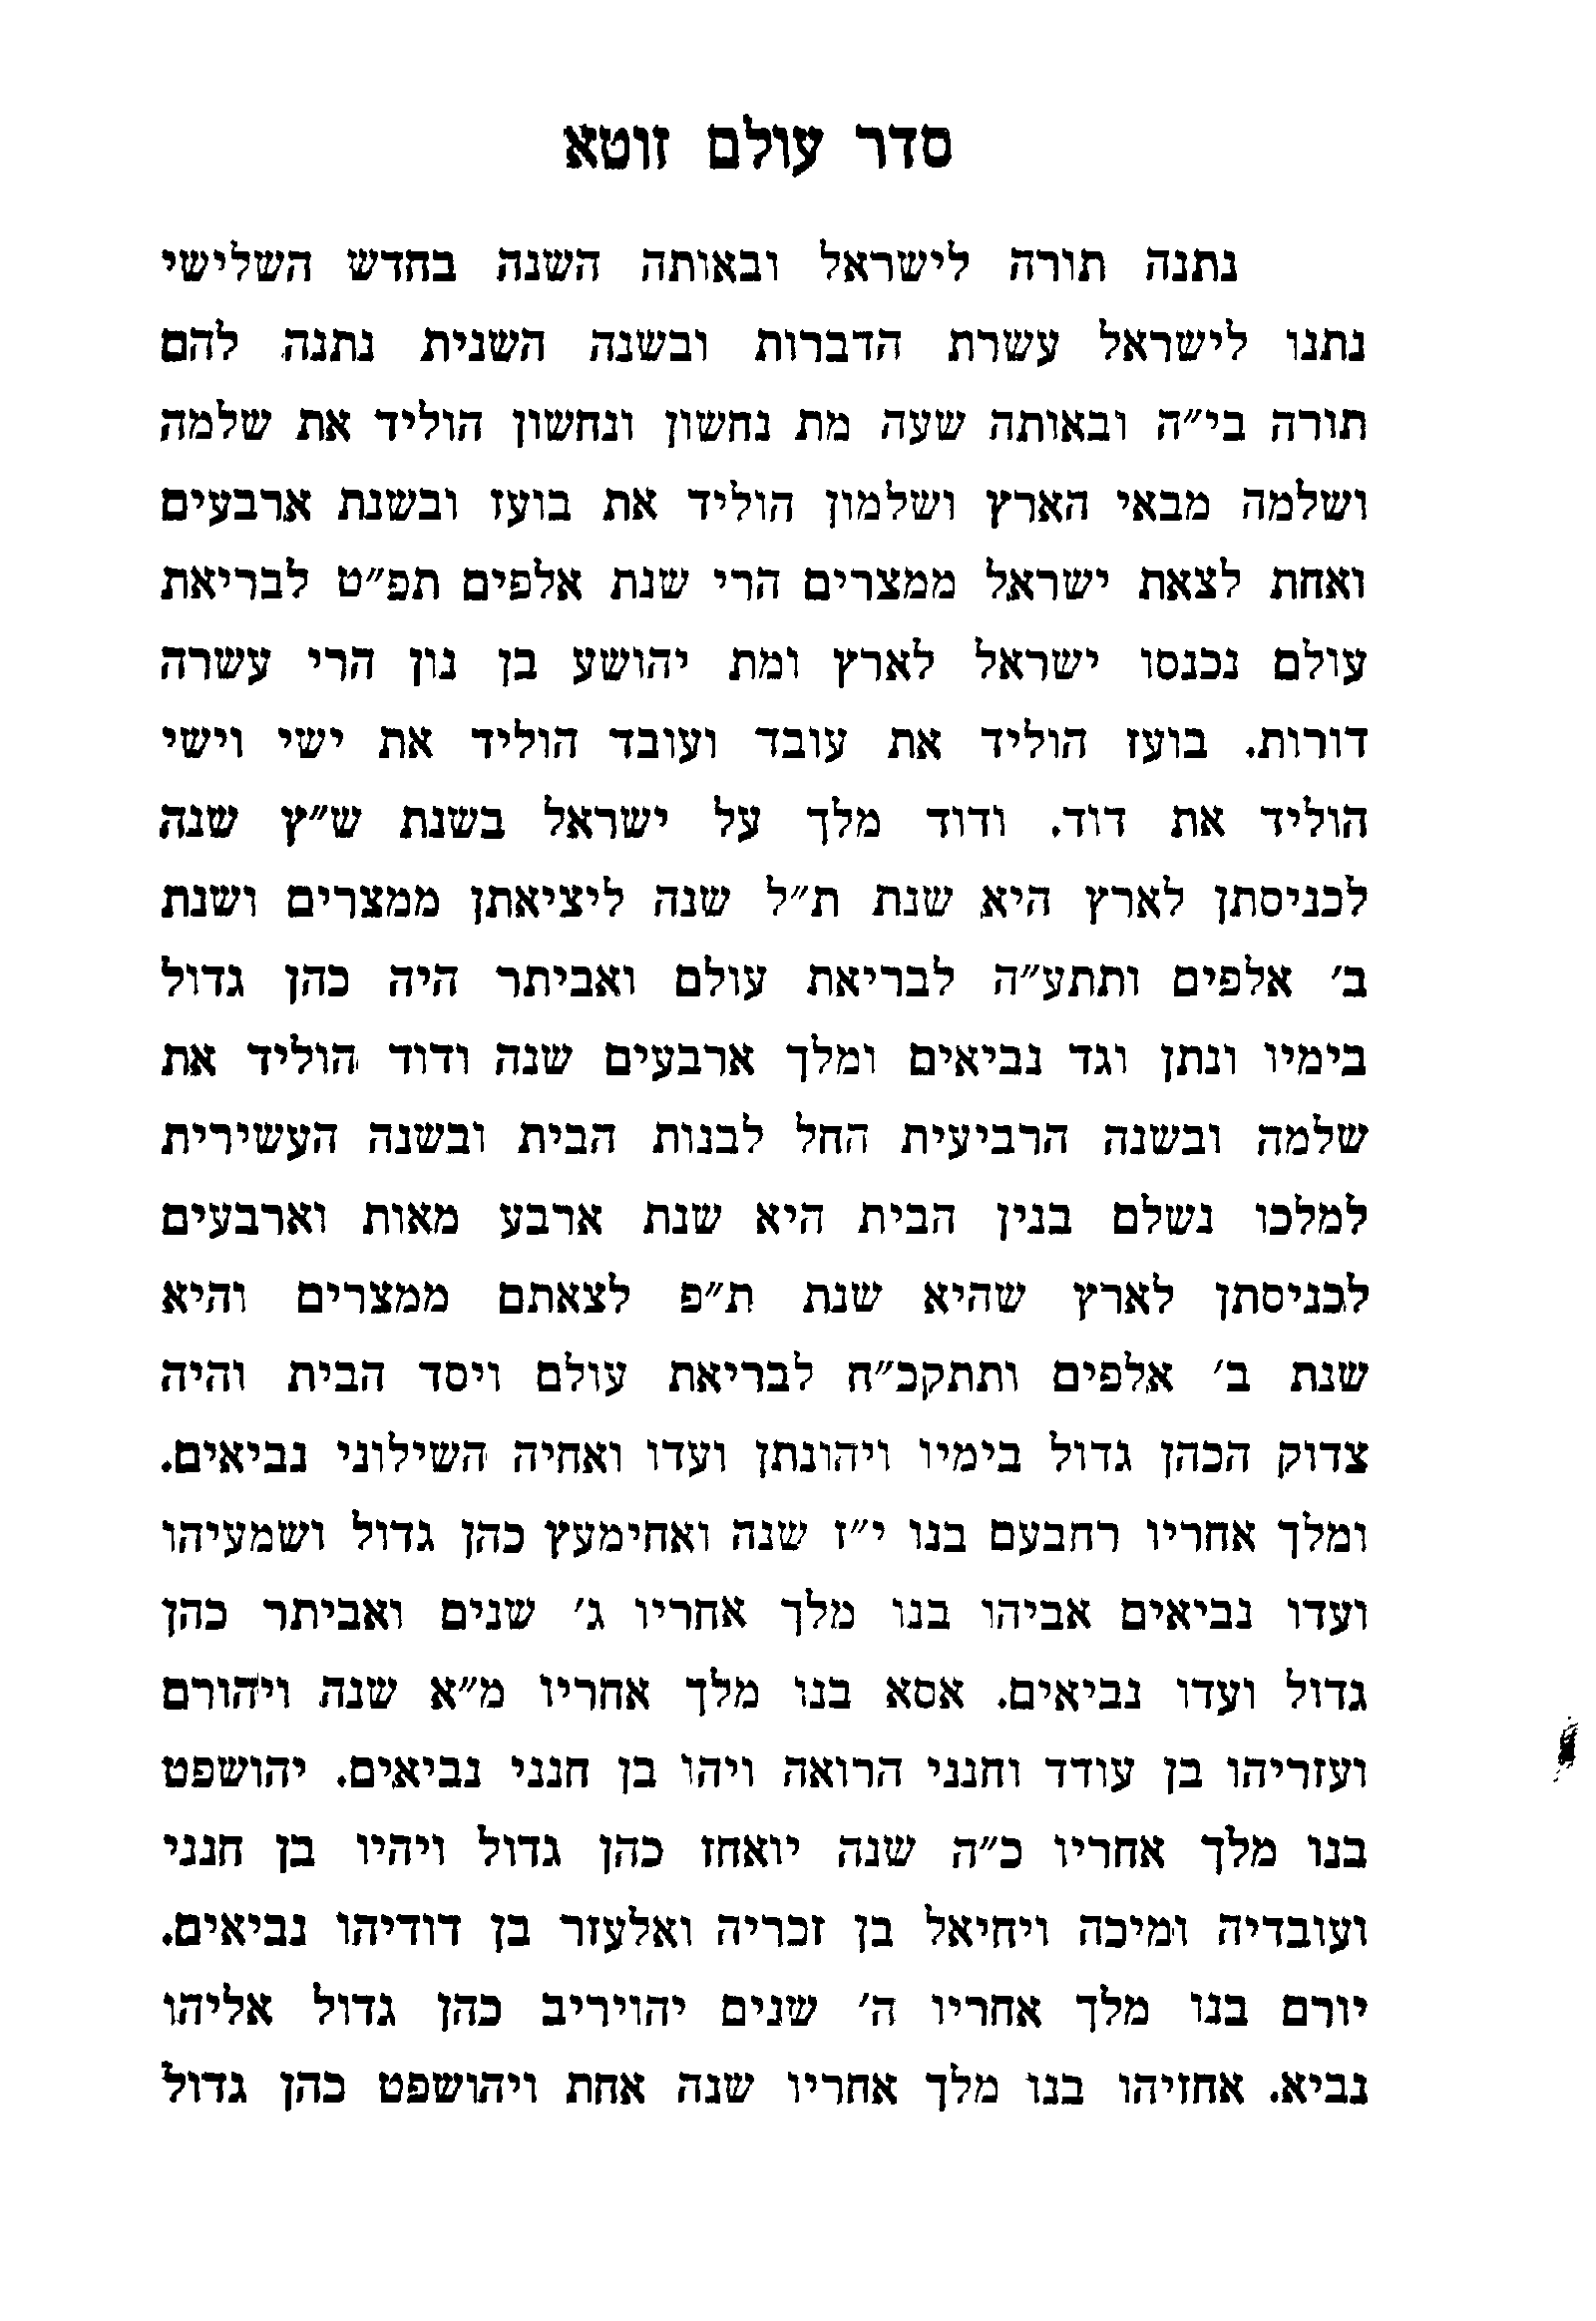 סדר עולם זוטא
נתנה תורה לישראל ובאותה השנה בחדש השלישי
נתנו לישראל עשרת הדברות ובשנה השנית נתנה להם
תורה בי״ה ובאותה שעה מת נחשון ונחשון הוליד את שלמה
ושלמה מבאי הארץ ושלמון הוליד את בועז ובשנת ארבעים
ואחת לצאת ישראל ממצרים הרי שנת אלפים תפ״ט לבריאת
עולם נכנסו ישראל לארץ ומת יהושע בן נון הרי עשרה
דורות. בועז הוליד את עובד ועובד הוליד את ישי וישי
הוליד את דוד. ודוד מלך על ישראל בשנת ש״ץ שנה
לכניסתן לארץ היא שנת ת״ל שנה ליציאתן ממצרים ושנת
ב׳ אלפים ותתע״ה לבריאת עולם ואביתר היה כהן גדול
בימיו ונתן וגד נביאים ומלך ארבעים שנה ודוד הוליד את
שלמה ובשנה הרביעית החל לבנות הבית ובשנה העשירית
למלכו נשלם בנין הבית היא שנת ארבע מאות וארבעים
לכניסתן לארץ שהיא שנת ת״פ לצאתם ממצרים והיא
שנת ב׳ אלפים ותתקכ״ח לבריאת עולם ויסד הבית והיה
צדוק הכהן גדול בימיו ויהונתן ועדו ואחיה השילוני נביאים.
ומלך אחריו רחבעם בנו י״ז שנה ואחימעץ כהן גדול ושמעיהו
ועדו נביאים אביהו בנו מלך אחריו ג׳ שנים ואביתר כהן
גדול ועדו נביאים. אסא בנו מלך אחריו מ״א שנה ויהורם
ועזריהו בן עודד וחנני הרואה ויהו בן חנני נביאים. יהושפט
בנו מלך אחריו כ״ה שנה יואחז כהן גדול ויהיו בן חנני
ועובדיה ומיכה ויחיאל בן זכריה ואלעזר בן דודיהו נביאים.
יורם בנו מלך אחריו ה׳ שנים יהויריב כהן גדול אליהו
נביא. אחזיהו בנו מלך אחריו שנה אחת ויהושפט כהן גדול